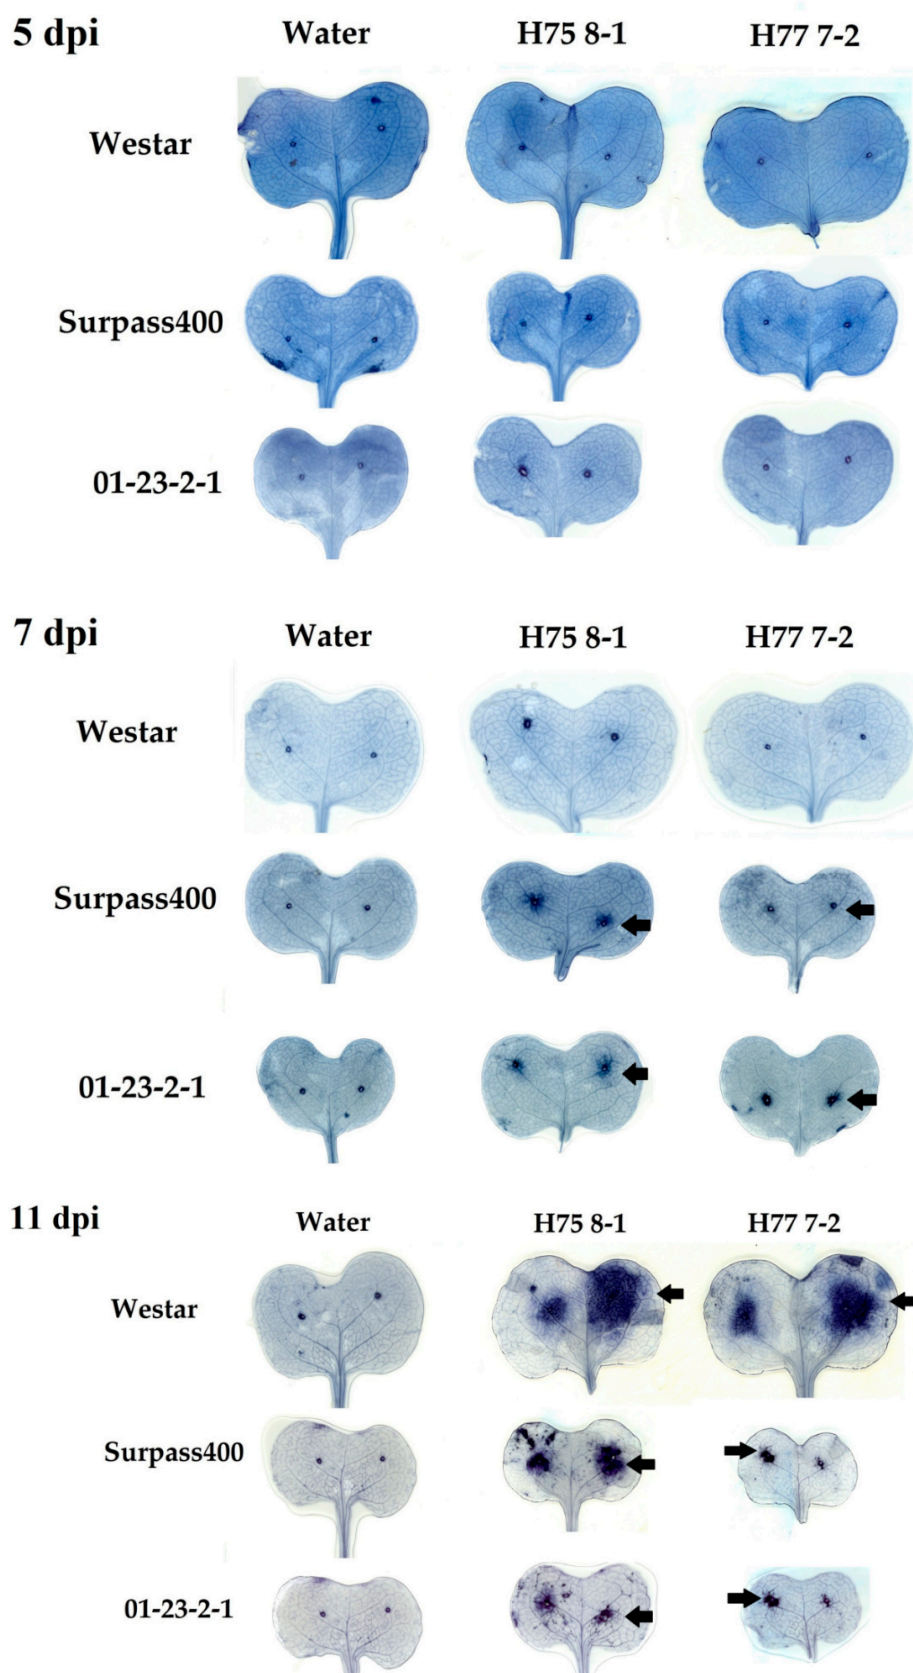 5 dpi Water H75 8-1 H77 7-2
Westar
Surpass400
01-23-2-1
7 dpi Water H75 8-1 H77 7-2
Westar
Surpass400
01-23-2-1
11 dpi Water H75 8-1 H77 7-2
Westar
Surpass400
01-23-2-1